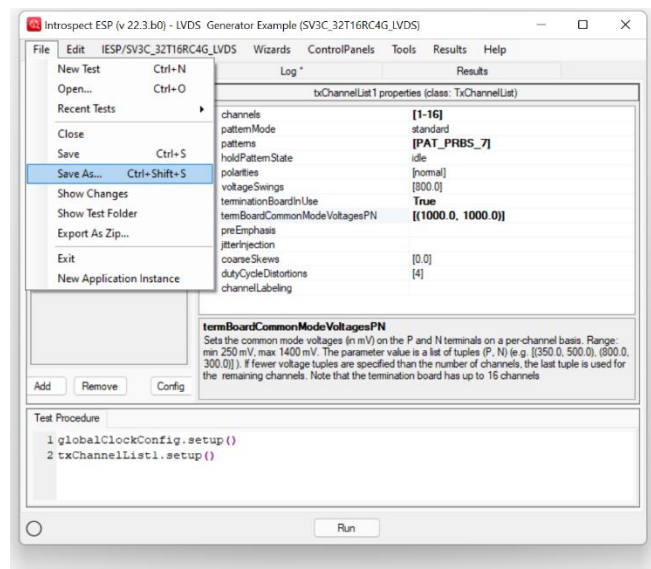 Introspect ESP (v 22.3.b0) - LVDS Generator Example (SV3C_32T16RC4G_LVDS)
File Edit IESP/SV3C_32T16RC4G_LVDS Wizards ControlPanels Tools Results Help
New Test Ctrl+N
Open... Ctrl+O
Recent Tests
Close
Save Ctrl+S
Save As... Ctrl+Shift+S
Show Changes
Show Test Folder
Export As Zip...
Exit
New Application Instance
Log *
Results
txChannelList1 properties (class: TxChannelList)
channels [1-16]
patternMode standard
patterns [PAT_PRBS_7]
holdPatternState idle
polarities [normal]
voltageSwings [800.0]
terminationBoardInUse True
termBoardCommonModeVoltagesPN [(1000.0, 1000.0)]
preEmphasis
jitterInjection
coarseSkews [0.0]
dutyCycleDistortions [4]
channelLabeling
termBoardCommonModeVoltagesPN
Sets the common mode voltages (in mV) on the P and N terminals on a per-channel basis. Range:
min 250 mV, max 1400 mV. The parameter value is a list of tuples (P, N) (e.g. [(350.0, 500.0), (800.0,
300.0)] ). If fewer voltage tuples are specified than the number of channels, the last tuple is used for
the remaining channels. Note that the termination board has up to 16 channels
Add Remove Config
Test Procedure
1 globalClockConfig.setup()
2 txChannelList1.setup()
Run